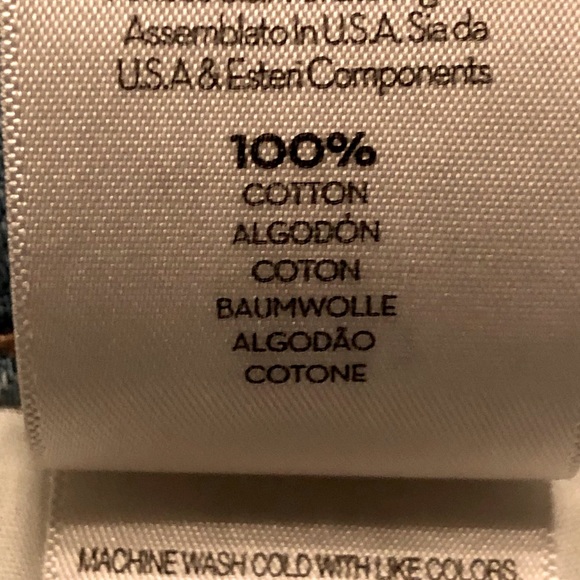 Assemblato In U.S.A. Sia da
U.S.A & Esteri Components
100%
COTTON
ALGODÓN
COTON
BAUMWOLLE
ALGODÃO
COTONE
MACHINE WASH COLD WITH LIKE COLORS